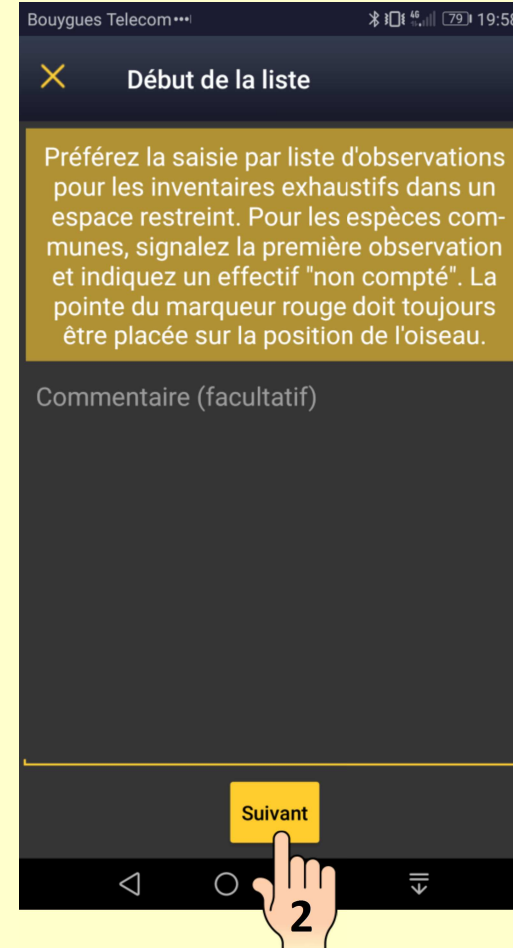 Bouygues Telecom 4G 79 19:58
Début de la liste
Préférez la saisie par liste d'observations
pour les inventaires exhaustifs dans un
espace restreint. Pour les espèces com-
munes, signalez la première observation
et indiquez un effectif "non compté". La
pointe du marqueur rouge doit toujours
être placée sur la position de l'oiseau.
Commentaire (facultatif)
Suivant
2